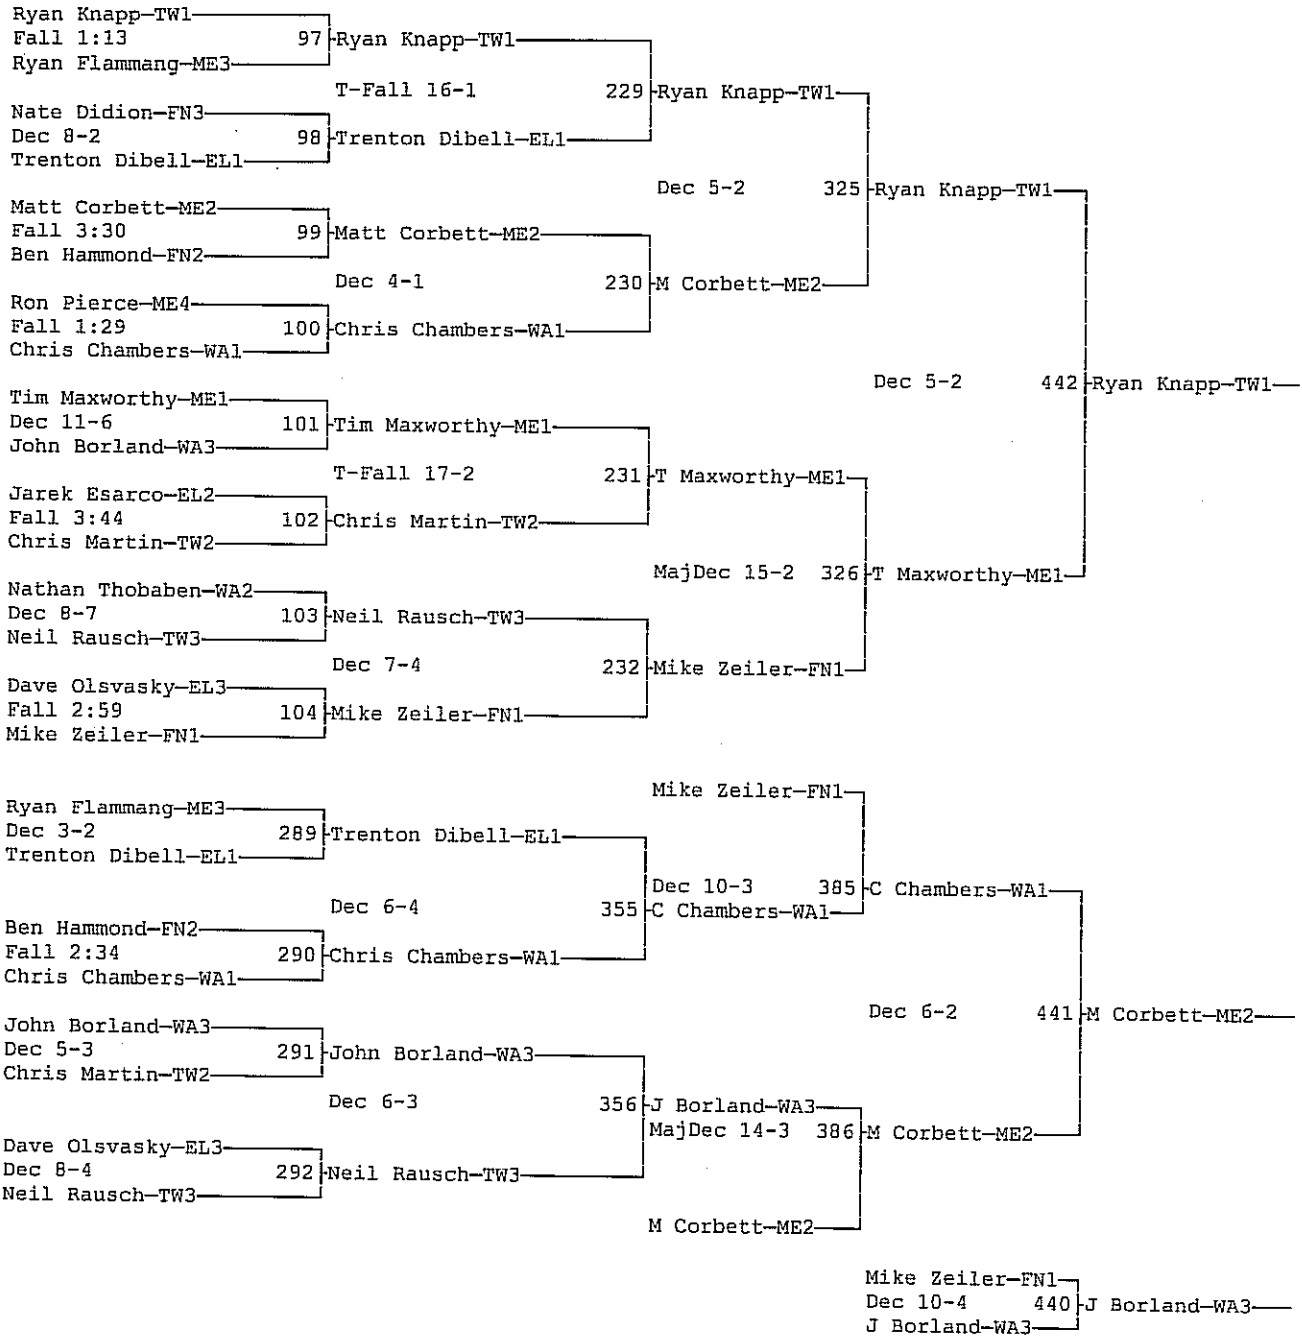 Ryan Knapp-TW1
Fall 1:13 97 Ryan Knapp-TW1
Ryan Flammang-ME3
T-Fall 16-1 229 Ryan Knapp-TW1
Nate Didion-FN3
Dec 8-2 98 Trenton Dibell-EL1
Trenton Dibell-EL1
Dec 5-2 325 Ryan Knapp-TW1
Matt Corbett-ME2
Fall 3:30 99 Matt Corbett-ME2
Ben Hammond-FN2
Dec 4-1 230 M Corbett-ME2
Ron Pierce-ME4
Fall 1:29 100 Chris Chambers-WA1
Chris Chambers-WA1
Dec 5-2 442 Ryan Knapp-TW1
Tim Maxworthy-ME1
Dec 11-6 101 Tim Maxworthy-ME1
John Borland-WA3
T-Fall 17-2 231 T Maxworthy-ME1
Jarek Esarco-EL2
Fall 3:44 102 Chris Martin-TW2
Chris Martin-TW2
MajDec 15-2 326 T Maxworthy-ME1
Nathan Thobaben-WA2
Dec 8-7 103 Neil Rausch-TW3
Neil Rausch-TW3
Dec 7-4 232 Mike Zeiler-FN1
Dave Olsvasky-EL3
Fall 2:59 104 Mike Zeiler-FN1
Mike Zeiler-FN1
Mike Zeiler-FN1
Ryan Flammang-ME3
Dec 3-2 289 Trenton Dibell-EL1
Trenton Dibell-EL1
Dec 10-3 385 C Chambers-WA1
Dec 6-4 355 C Chambers-WA1
Ben Hammond-FN2
Fall 2:34 290 Chris Chambers-WA1
Chris Chambers-WA1
Dec 6-2 441 M Corbett-ME2
John Borland-WA3
Dec 5-3 291 John Borland-WA3
Chris Martin-TW2
Dec 6-3 356 J Borland-WA3
MajDec 14-3 386 M Corbett-ME2
Dave Olsvasky-EL3
Dec 8-4 292 Neil Rausch-TW3
Neil Rausch-TW3
M Corbett-ME2
Mike Zeiler-FN1
Dec 10-4 440 J Borland-WA3
J Borland-WA3